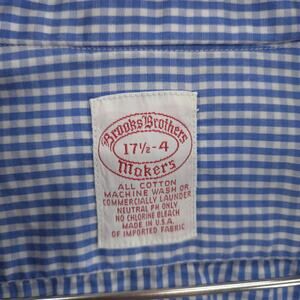 Brooks Brothers
17½-4
Makers
ALL COTTON
MACHINE WASH OR
COMMERCIALLY LAUNDER
NEUTRAL PH ONLY
NO CHLORINE BLEACH
MADE IN U.S.A.
OF IMPORTED FABRIC